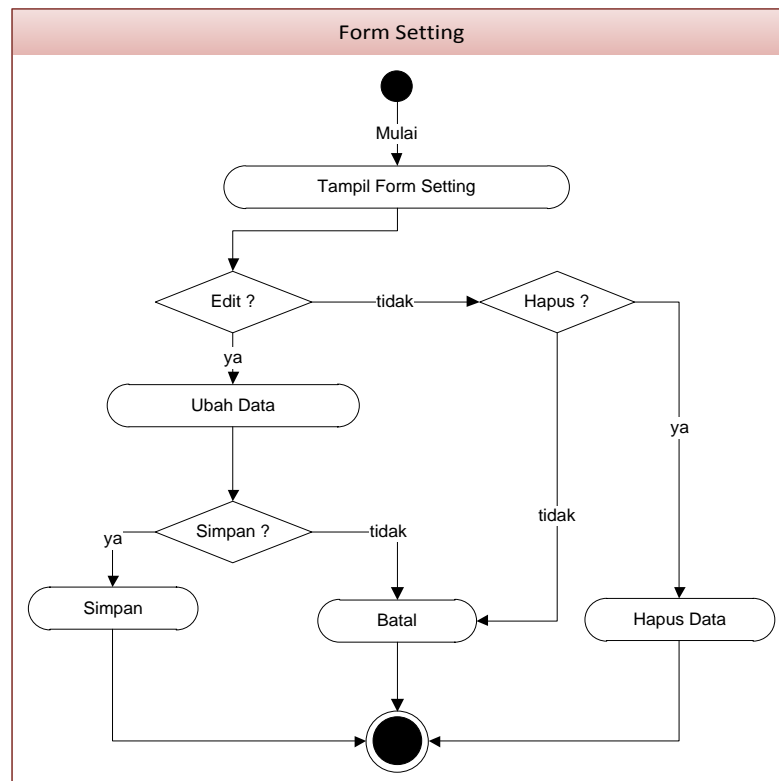 Form Setting
Mulai
Tampil Form Setting
Edit ?
tidak
Hapus ?
ya
Ubah Data
ya
Simpan ?
tidak
tidak
ya
Simpan
Batal
Hapus Data